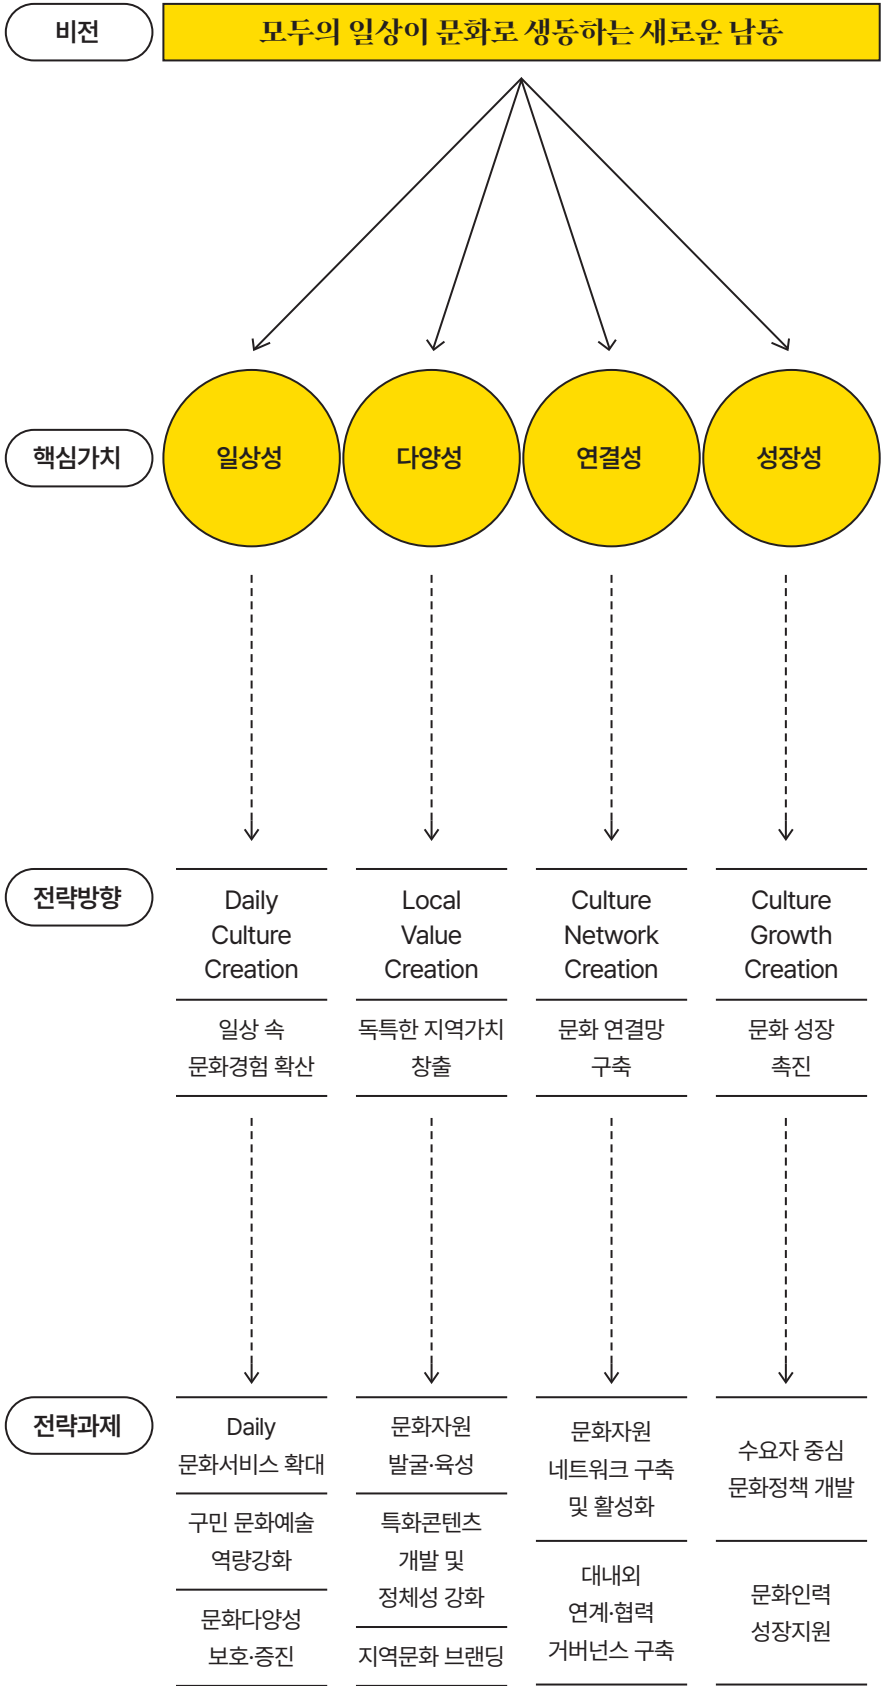 비전
모두의 일상이 문화로 생동하는 새로운 남동
핵심가치
일상성
다양성
연결성
성장성
전략방향
Daily
Culture
Creation
일상 속
문화경험 확산
Local
Value
Creation
독특한 지역가치
창출
Culture
Network
Creation
문화 연결망
구축
Culture
Growth
Creation
문화 성장
촉진
전략과제
Daily
문화서비스 확대
구민 문화예술
역량강화
문화다양성
보호·증진
문화자원
발굴·육성
특화콘텐츠
개발 및
정체성 강화
지역문화 브랜딩
문화자원
네트워크 구축
및 활성화
대내외
연계·협력
거버넌스 구축
수요자 중심
문화정책 개발
문화인력
성장지원